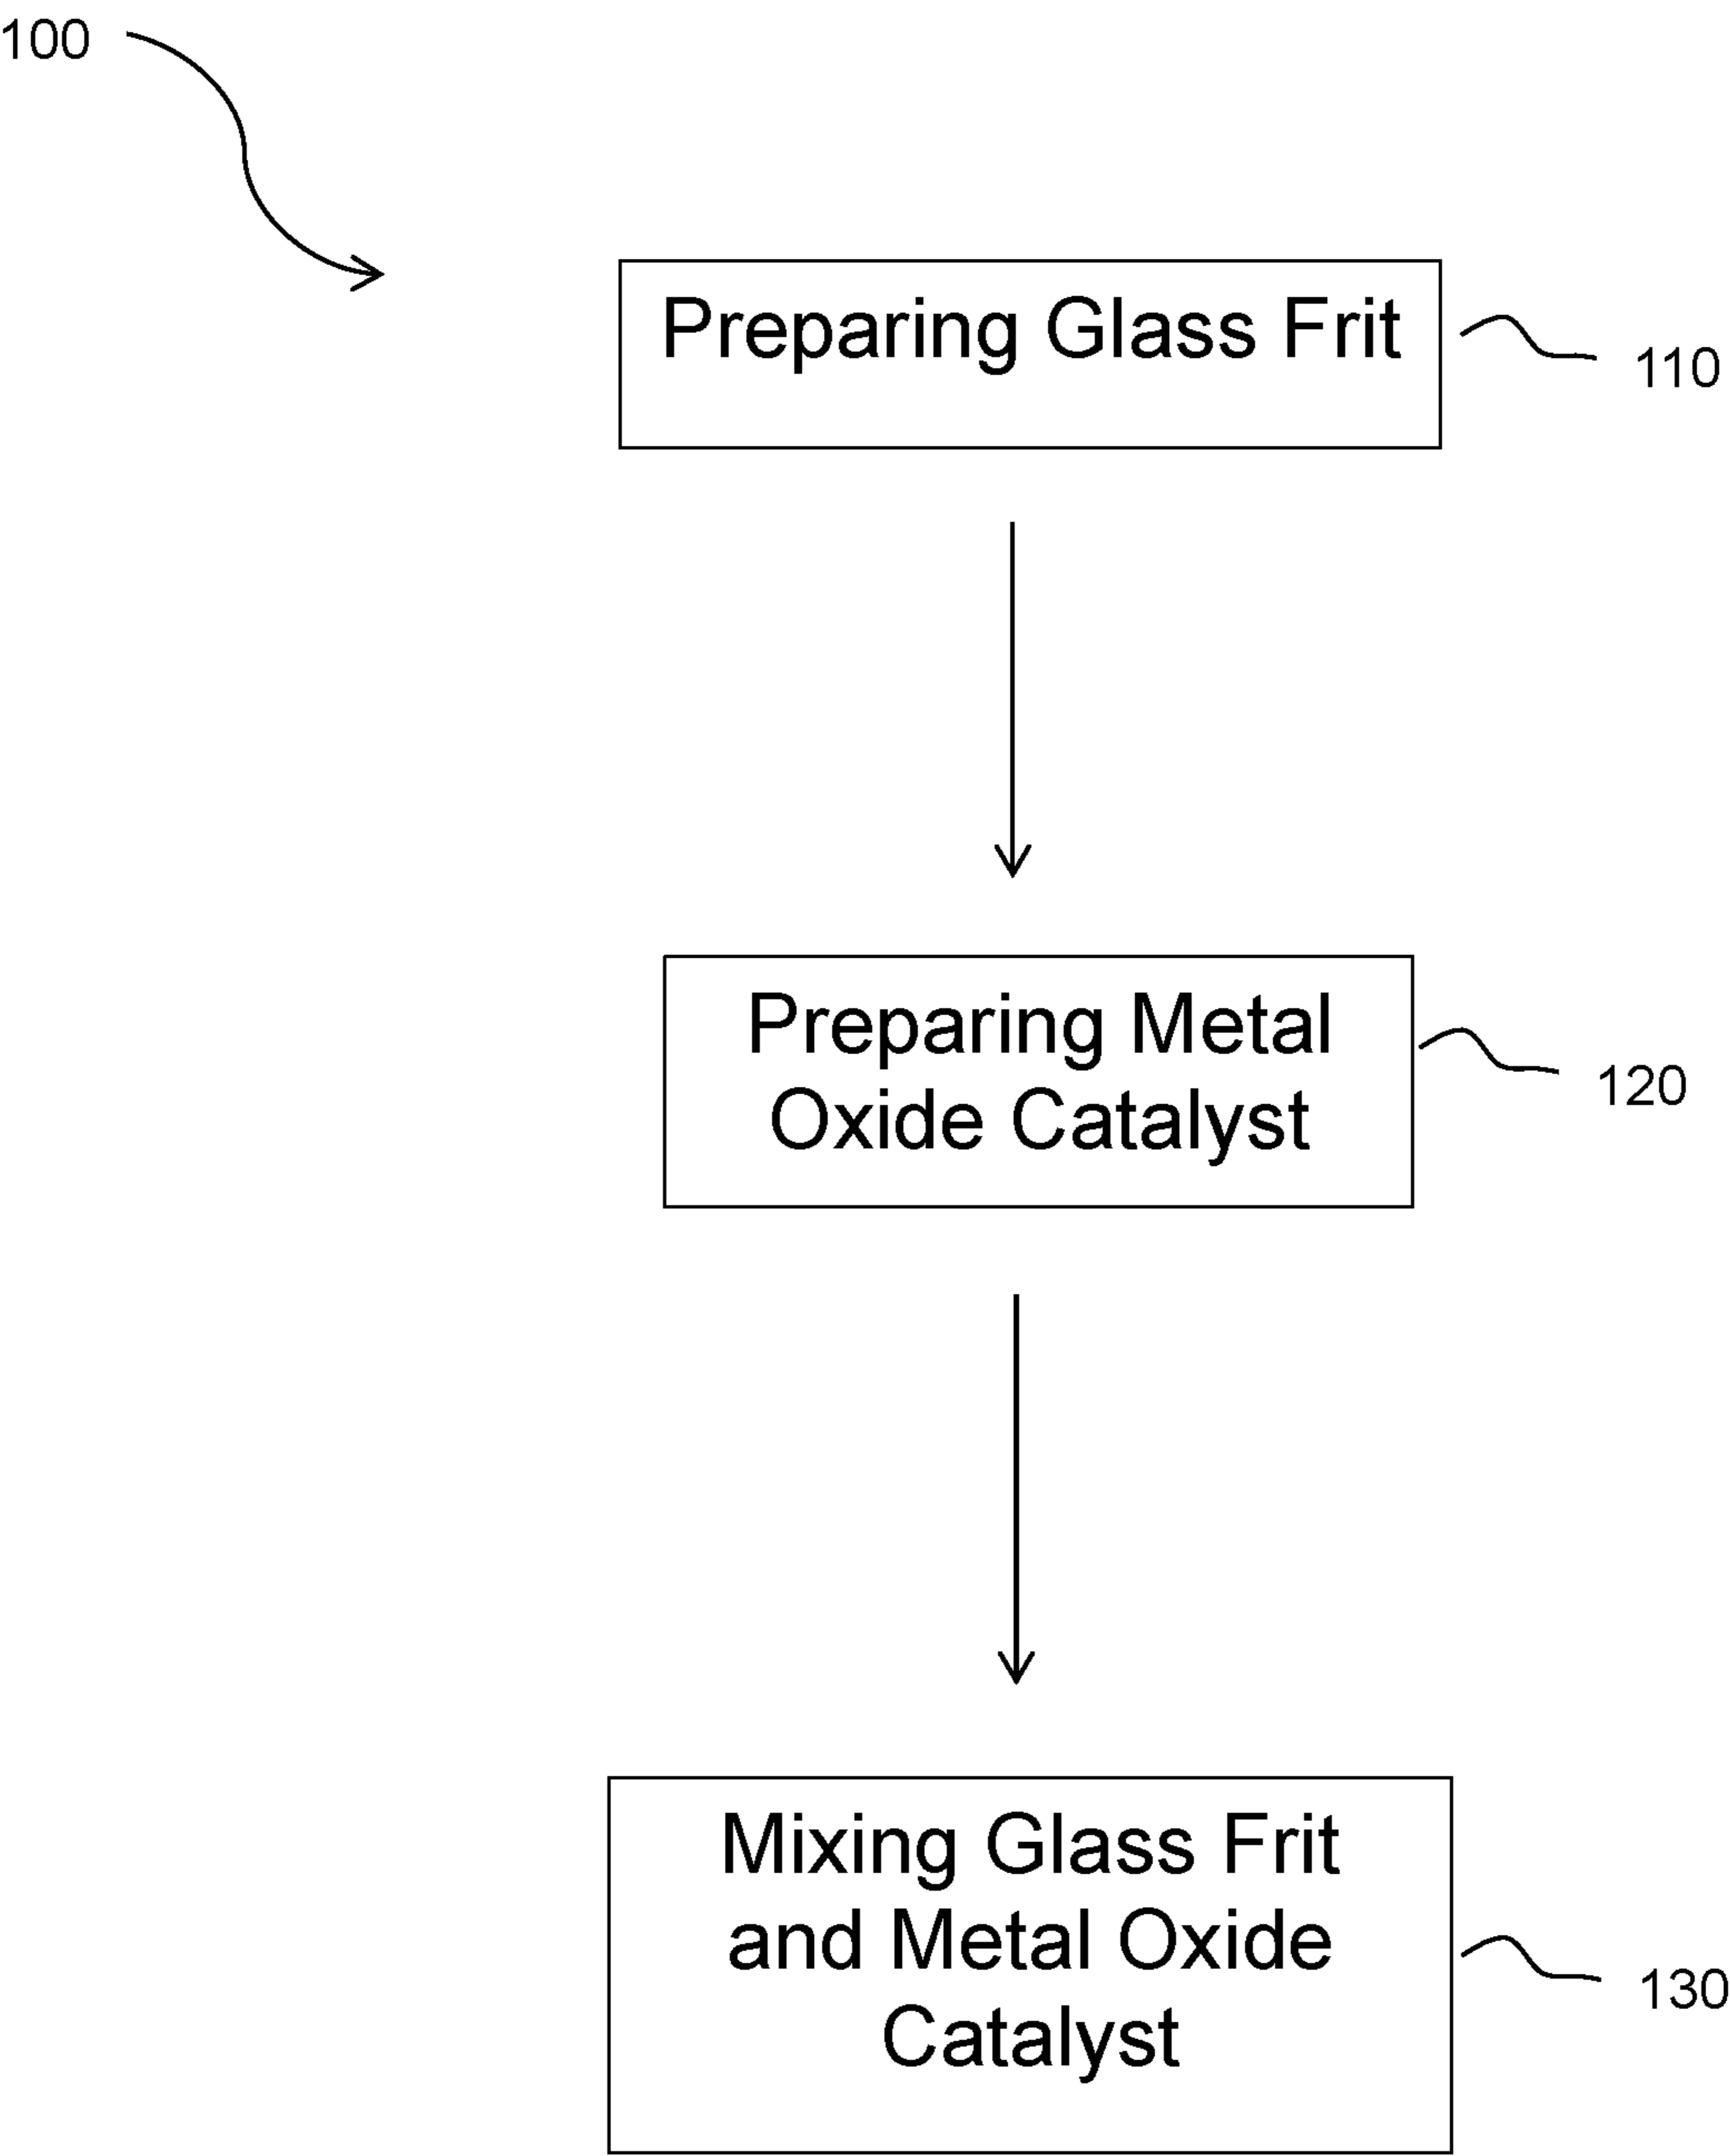 100
Preparing Glass Frit
110
Preparing Metal
Oxide Catalyst
120
Mixing Glass Frit
and Metal Oxide
Catalyst
130